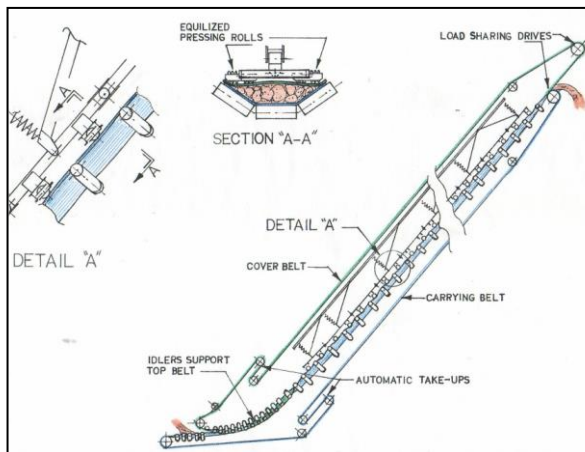 EQUILIZED
PRESSING ROLLS
LOAD SHARING DRIVES
A
A
SECTION "A-A"
DETAIL "A"
DETAIL "A"
COVER BELT
CARRYING BELT
IDLERS SUPPORT
TOP BELT
AUTOMATIC TAKE-UPS